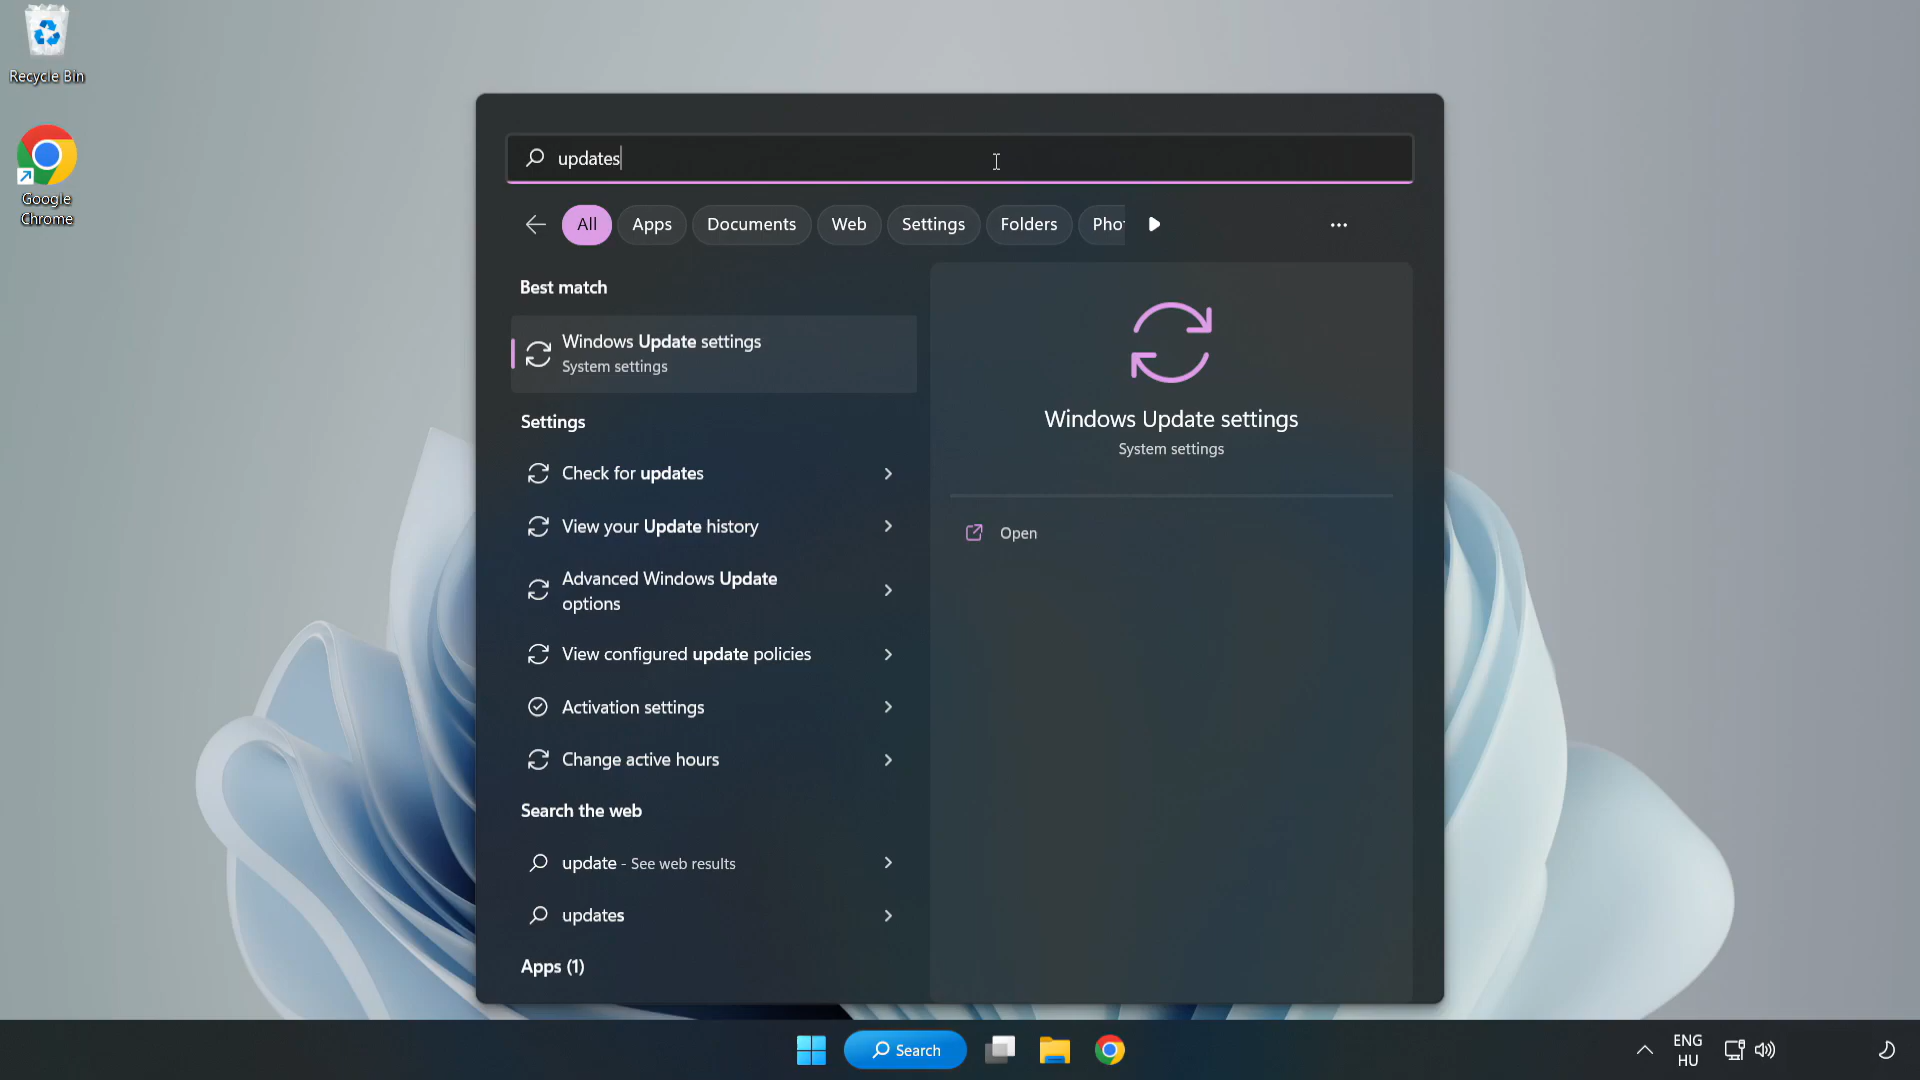 Recycle Bin
Google
Chrome
updates
All
Apps
Documents
Web
Settings
Folders
Pho
Best match
Windows Update settings
System settings
Settings
Check for updates
View your Update history
Advanced Windows Update
options
View configured update policies
Activation settings
Change active hours
Search the web
update - See web results
updates
Apps (1)
Windows Update settings
System settings
Open
Search
ENG
HU